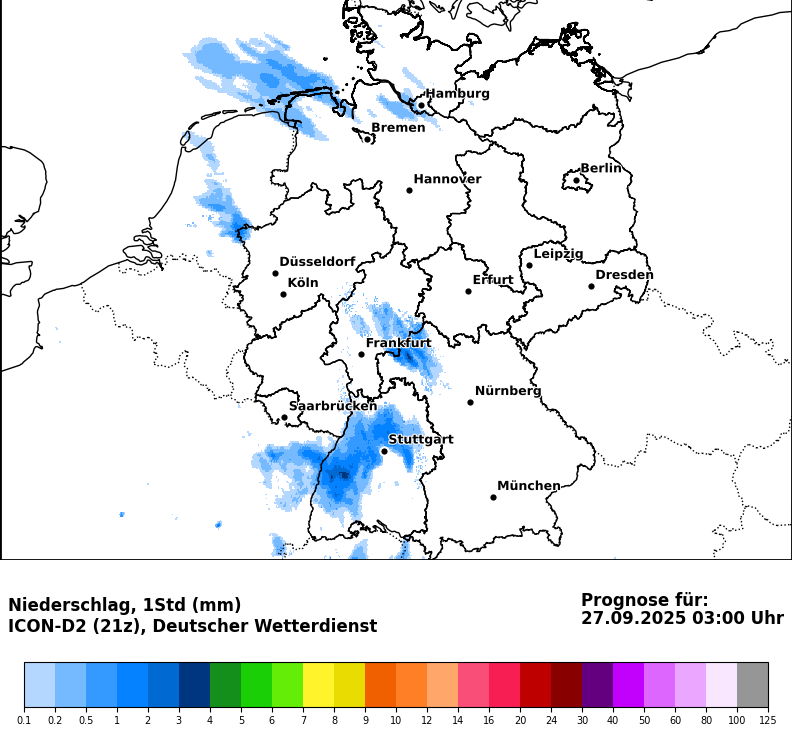 Hamburg
Bremen
Berlin
Hannover
Leipzig
Düsseldorf
Dresden
Köln
Erfurt
Frankfurt
Nürnberg
Saarbrücken
Stuttgart
München
Niederschlag, 1Std (mm)
ICON-D2 (21z), Deutscher Wetterdienst
Prognose für:
27.09.2025 03:00 Uhr
0.1 0.2 0.5 1 2 3 4 5 6 7 8 9 10 12 14 16 20 24 30 40 50 60 80 100 125